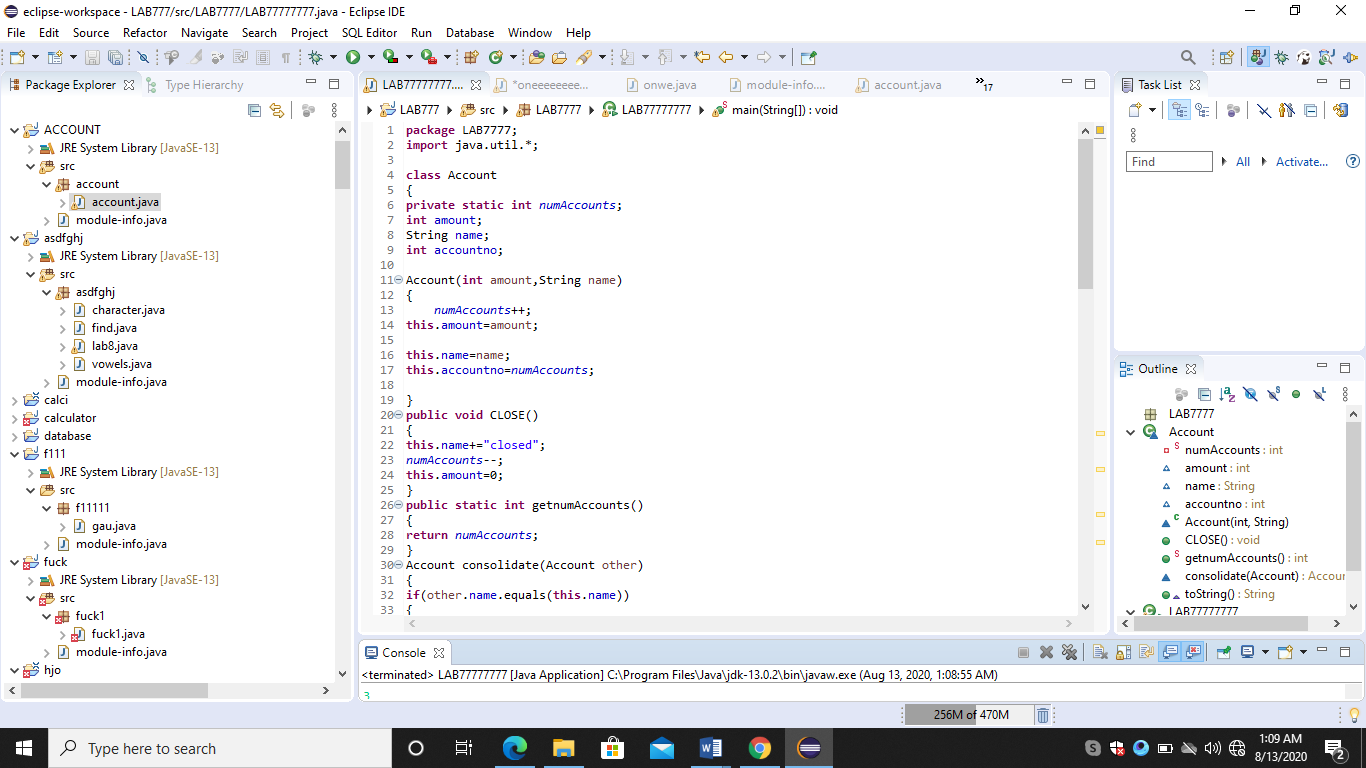 eclipse-workspace - LAB777/src/LAB7777/LAB77777777.java - Eclipse IDE
File Edit Source Refactor Navigate Search Project SQL Editor Run Database Window Help
Package Explorer Type Hierarchy
ACCOUNT
JRE System Library [JavaSE-13]
src
account
account.java
module-info.java
asdfghj
JRE System Library [JavaSE-13]
src
asdfghj
character.java
find.java
lab8.java
vowels.java
module-info.java
calci
calculator
database
f111
JRE System Library [JavaSE-13]
src
f11111
gau.java
module-info.java
fuck
JRE System Library [JavaSE-13]
src
fuck1
fuck1.java
module-info.java
hjo
LAB77777777.... *oneeeeeeee... onwe.java module-info.... account.java »17
LAB777 src LAB7777 LAB77777777 main(String[]) : void
1 package LAB7777;
2 import java.util.*;
3
4 class Account
5 {
6 private static int numAccounts;
7 int amount;
8 String name;
9 int accountno;
10
11 Account(int amount,String name)
12 {
13 numAccounts++;
14 this.amount=amount;
15
16 this.name=name;
17 this.accountno=numAccounts;
18
19 }
20 public void CLOSE()
21 {
22 this.name+="closed";
23 numAccounts--;
24 this.amount=0;
25 }
26 public static int getnumAccounts()
27 {
28 return numAccounts;
29 }
30 Account consolidate(Account other)
31 {
32 if(other.name.equals(this.name))
33 {
Task List
Find All Activate...
Outline
LAB7777
Account
numAccounts : int
amount : int
name : String
accountno : int
Account(int, String)
CLOSE() : void
getnumAccounts() : int
consolidate(Account) : Accour
toString() : String
LAB77777777
Console
<terminated> LAB77777777 [Java Application] C:\Program Files\Java\jdk-13.0.2\bin\javaw.exe (Aug 13, 2020, 1:08:55 AM)
3
256M of 470M
Type here to search
1:09 AM
8/13/2020
2